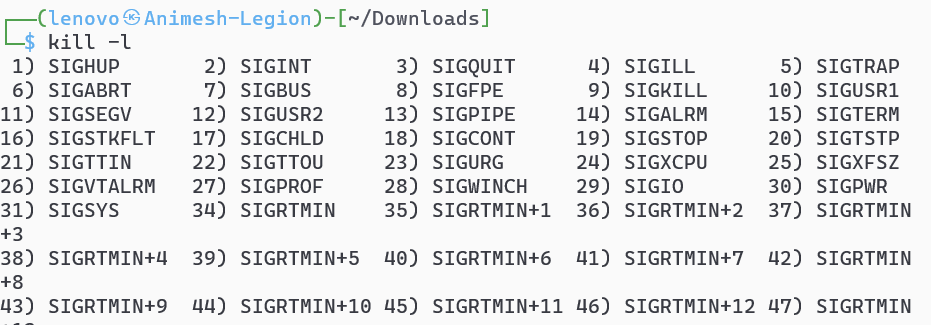 ┌──(lenovo㉿Animesh-Legion)-[~/Downloads]
└─$ kill -l
 1) SIGHUP       2) SIGINT       3) SIGQUIT      4) SIGILL       5) SIGTRAP
 6) SIGABRT      7) SIGBUS       8) SIGFPE       9) SIGKILL     10) SIGUSR1
11) SIGSEGV     12) SIGUSR2     13) SIGPIPE     14) SIGALRM     15) SIGTERM
16) SIGSTKFLT   17) SIGCHLD     18) SIGCONT     19) SIGSTOP     20) SIGTSTP
21) SIGTTIN     22) SIGTTOU     23) SIGURG      24) SIGXCPU     25) SIGXFSZ
26) SIGVTALRM   27) SIGPROF     28) SIGWINCH    29) SIGIO       30) SIGPWR
31) SIGSYS      34) SIGRTMIN    35) SIGRTMIN+1  36) SIGRTMIN+2  37) SIGRTMIN
+3
38) SIGRTMIN+4  39) SIGRTMIN+5  40) SIGRTMIN+6  41) SIGRTMIN+7  42) SIGRTMIN
+8
43) SIGRTMIN+9  44) SIGRTMIN+10 45) SIGRTMIN+11 46) SIGRTMIN+12 47) SIGRTMIN